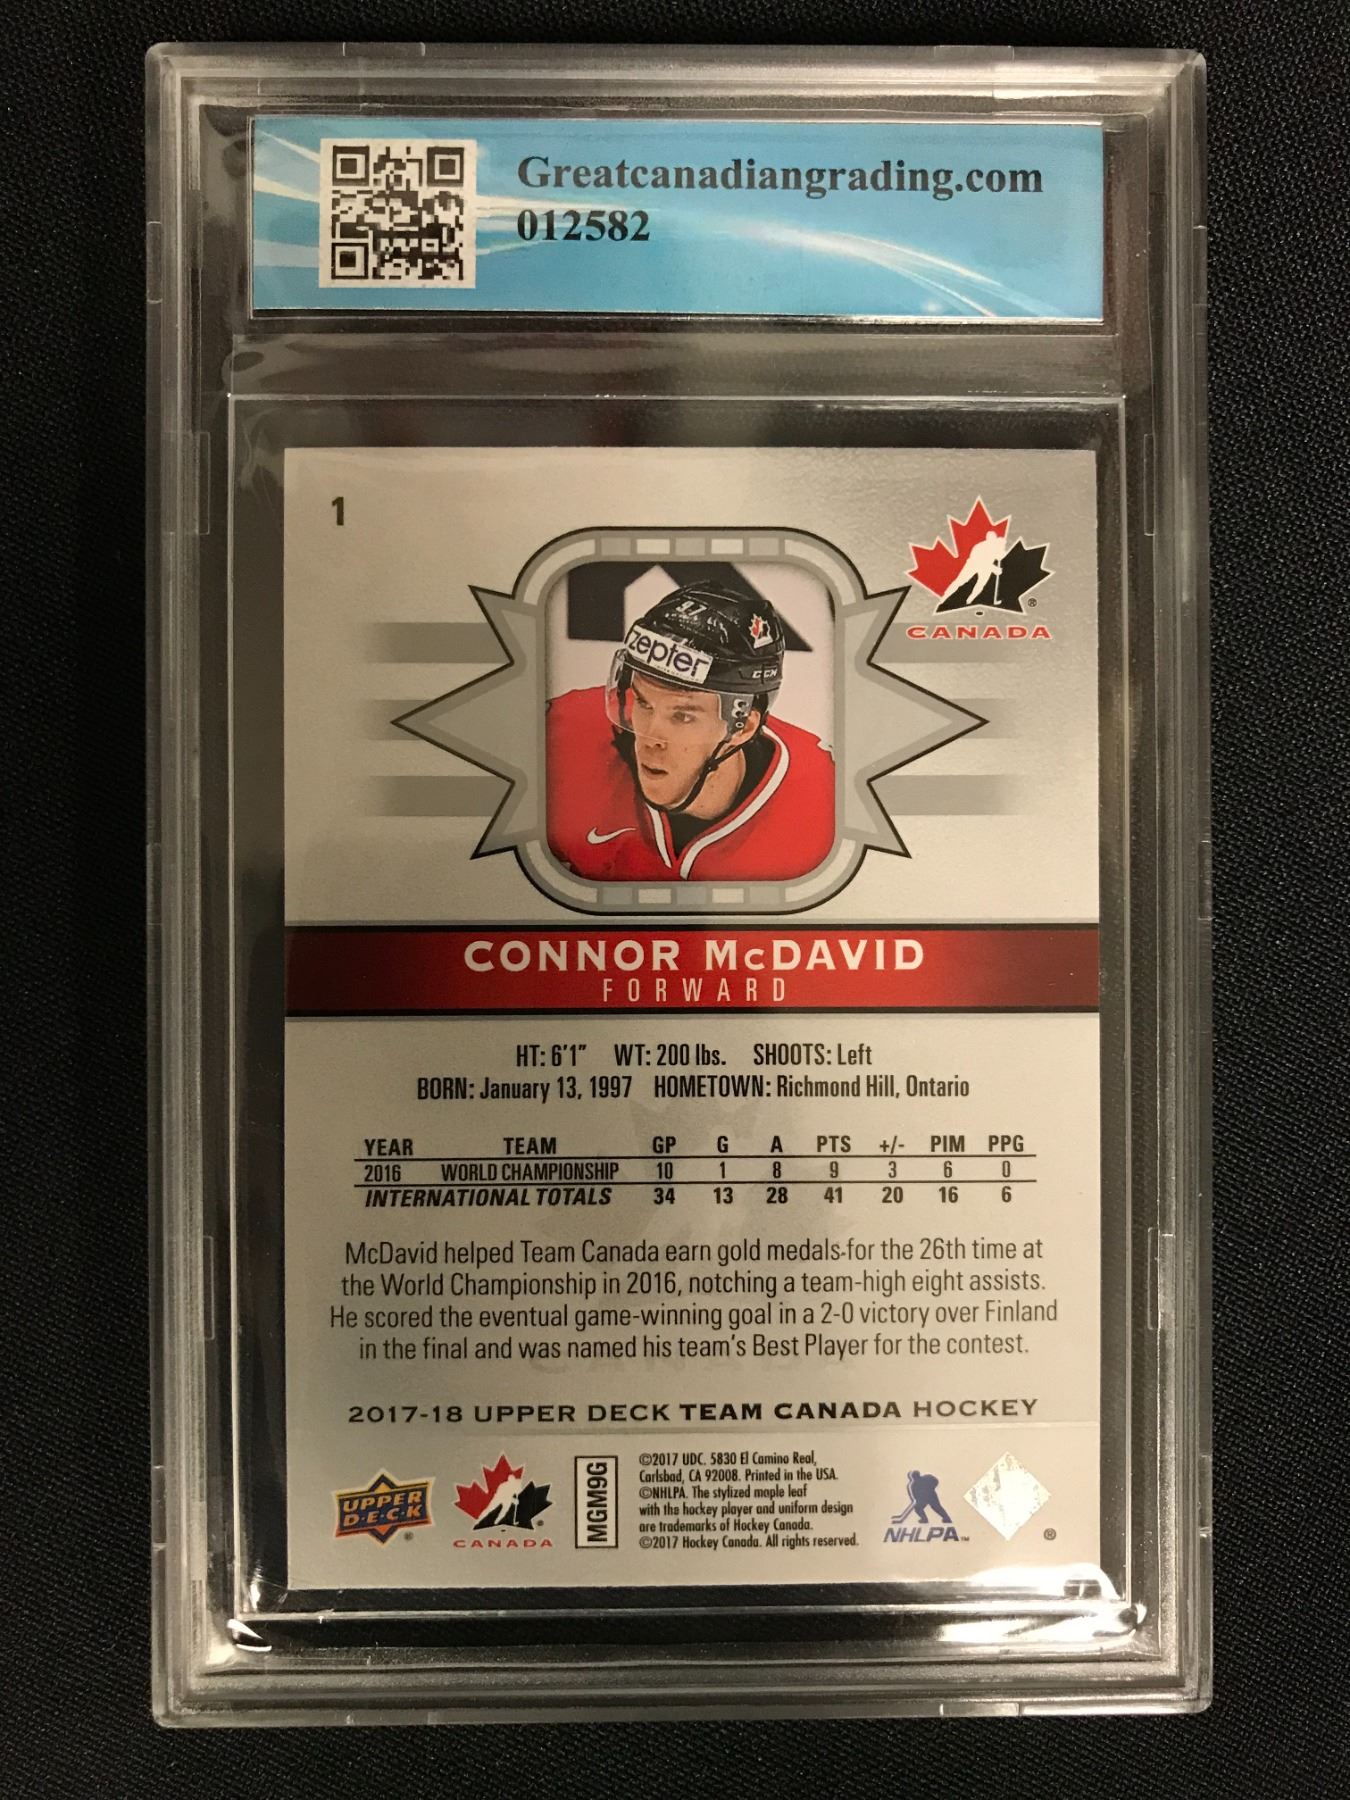 Greatcanadiangrading.com
012582
1
CANADA
97
zepter
CCM
CONNOR McDAVID
FORWARD
HT: 6'1" WT: 200 lbs. SHOOTS: Left
BORN: January 13, 1997 HOMETOWN: Richmond Hill, Ontario
YEAR TEAM GP G A PTS +/- PIM PPG
2016 WORLD CHAMPIONSHIP 10 1 8 9 3 6 0
INTERNATIONAL TOTALS 34 13 28 41 20 16 6
McDavid helped Team Canada earn gold medals for the 26th time at
the World Championship in 2016, notching a team-high eight assists.
He scored the eventual game-winning goal in a 2-0 victory over Finland
in the final and was named his team's Best Player for the contest.
2017-18 UPPER DECK TEAM CANADA HOCKEY
UPPER
D·E·C·K
®
CANADA
MGM9G
©2017 UDC. 5830 El Camino Real,
Carlsbad, CA 92008. Printed in the USA.
©NHLPA. The stylized maple leaf
with the hockey player and uniform design
are trademarks of Hockey Canada.
©2017 Hockey Canada. All rights reserved.
NHLPA™
®